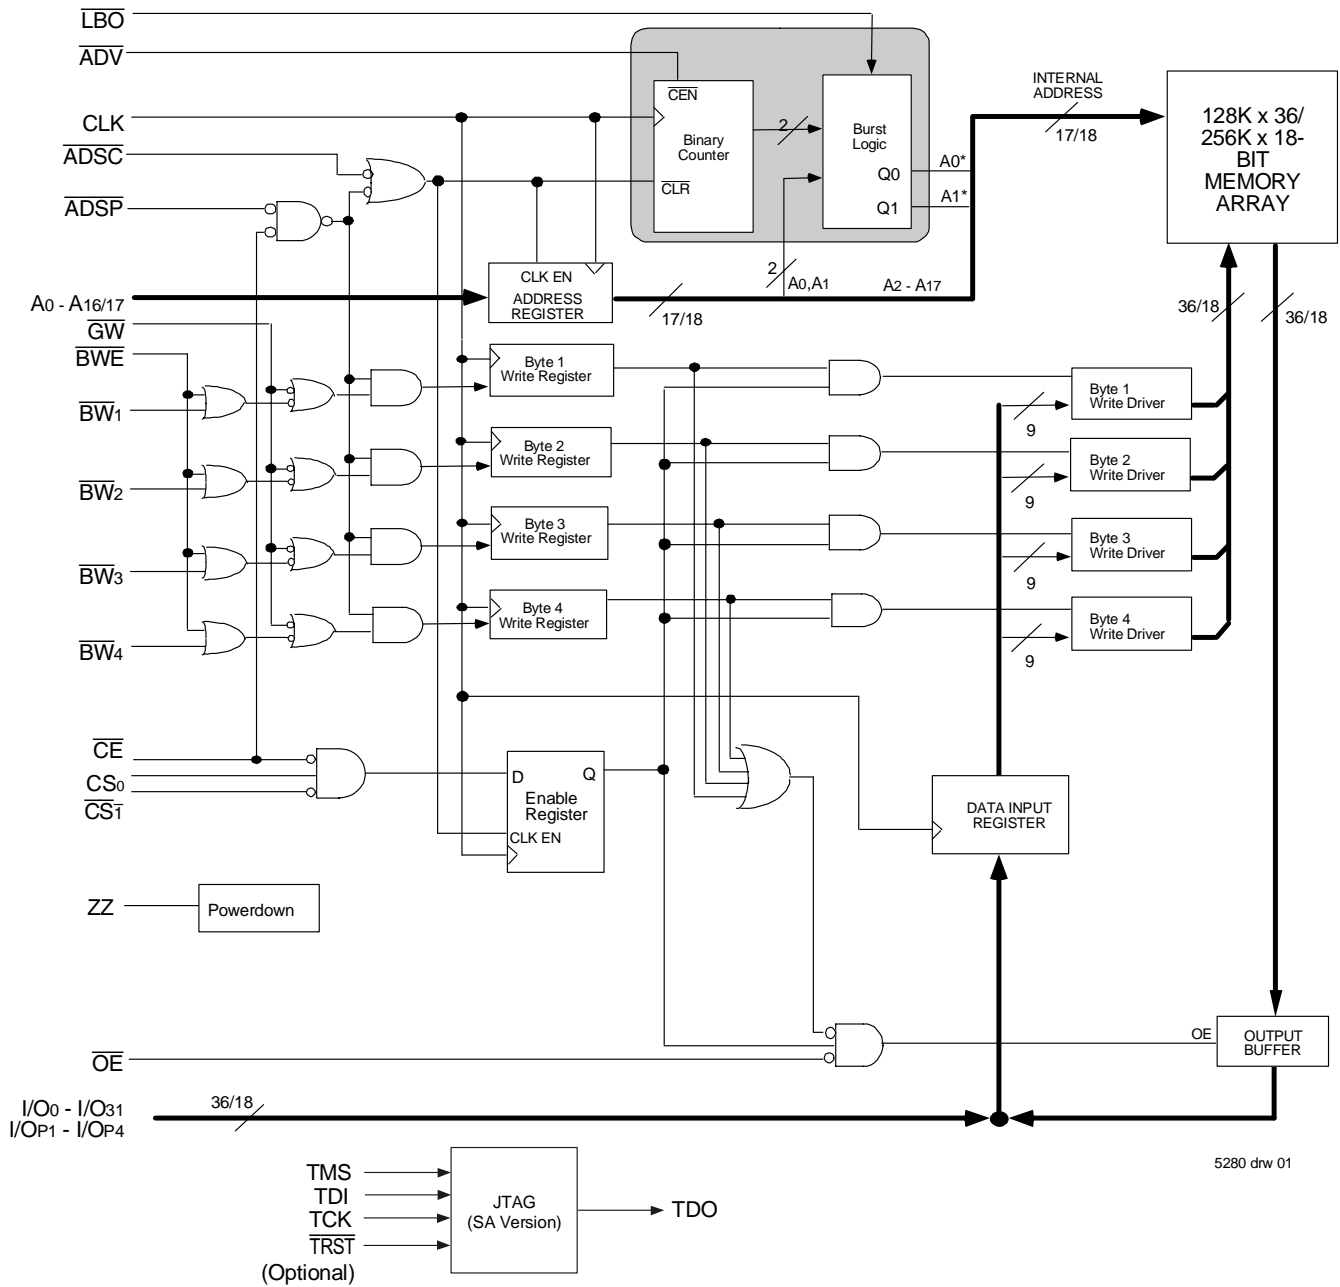 LBO
ADV
CLK
ADSC
ADSP
A0 - A16/17
GW
BWE
BW1
BW2
BW3
BW4
CE
CS0
CS1
ZZ
Powerdown
OE
I/O0 - I/O31
I/OP1 - I/OP4
36/18
CEN
Binary
Counter
CLR
2
Burst
Logic
Q0
Q1
A0*
A1*
INTERNAL
ADDRESS
17/18
128K x 36/
256K x 18-
BIT
MEMORY
ARRAY
CLK EN
ADDRESS
REGISTER
17/18
2
A0,A1
A2 - A17
36/18
36/18
Byte 1
Write Register
Byte 2
Write Register
Byte 3
Write Register
Byte 4
Write Register
9
Byte 1
Write Driver
9
Byte 2
Write Driver
9
Byte 3
Write Driver
9
Byte 4
Write Driver
D
Q
Enable
Register
CLK EN
DATA INPUT
REGISTER
OE
OUTPUT
BUFFER
5280 drw 01
TMS
TDI
TCK
TRST
(Optional)
JTAG
(SA Version)
TDO